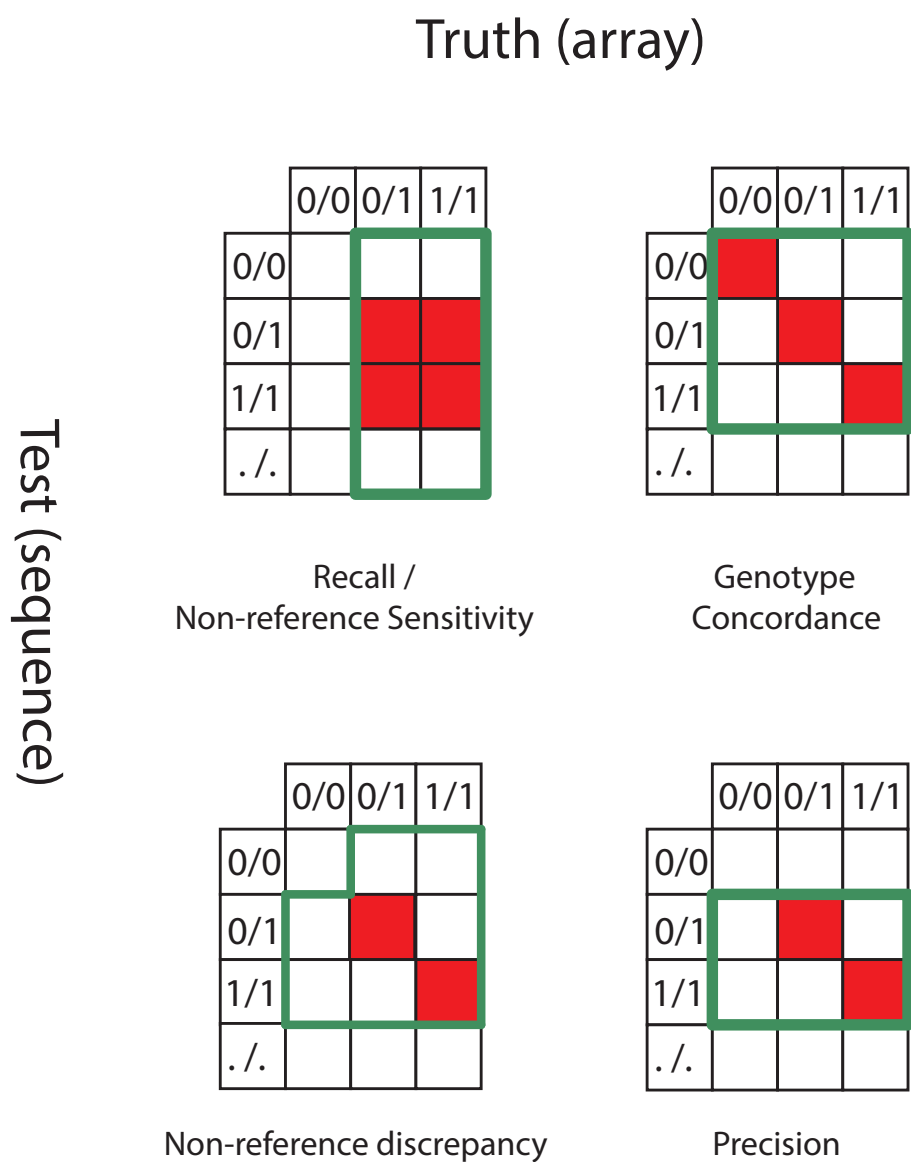 Truth (array)
Test (sequence)
0/0 0/1 1/1
0/0
0/1
1/1
. /.
Recall /
Non-reference Sensitivity
0/0 0/1 1/1
0/0
0/1
1/1
. /.
Genotype
Concordance
0/0 0/1 1/1
0/0
0/1
1/1
. /.
Non-reference discrepancy
0/0 0/1 1/1
0/0
0/1
1/1
. /.
Precision